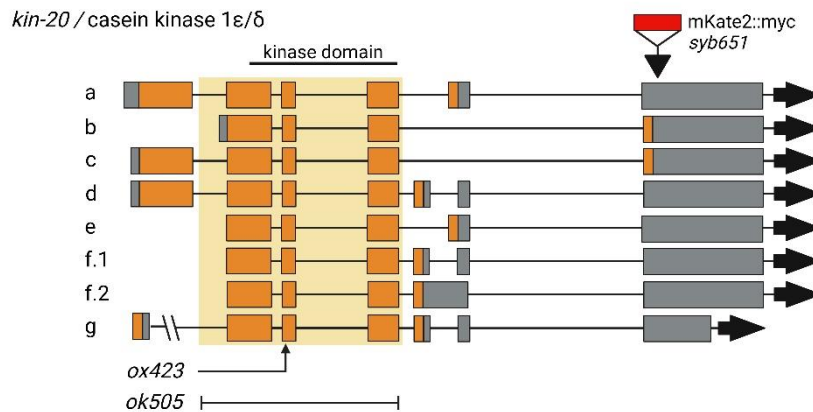 kin-20 / casein kinase 1ε/δ
mKate2::myc
syb651
kinase domain
a
b
c
d
e
f.1
f.2
g
ox423
ok505